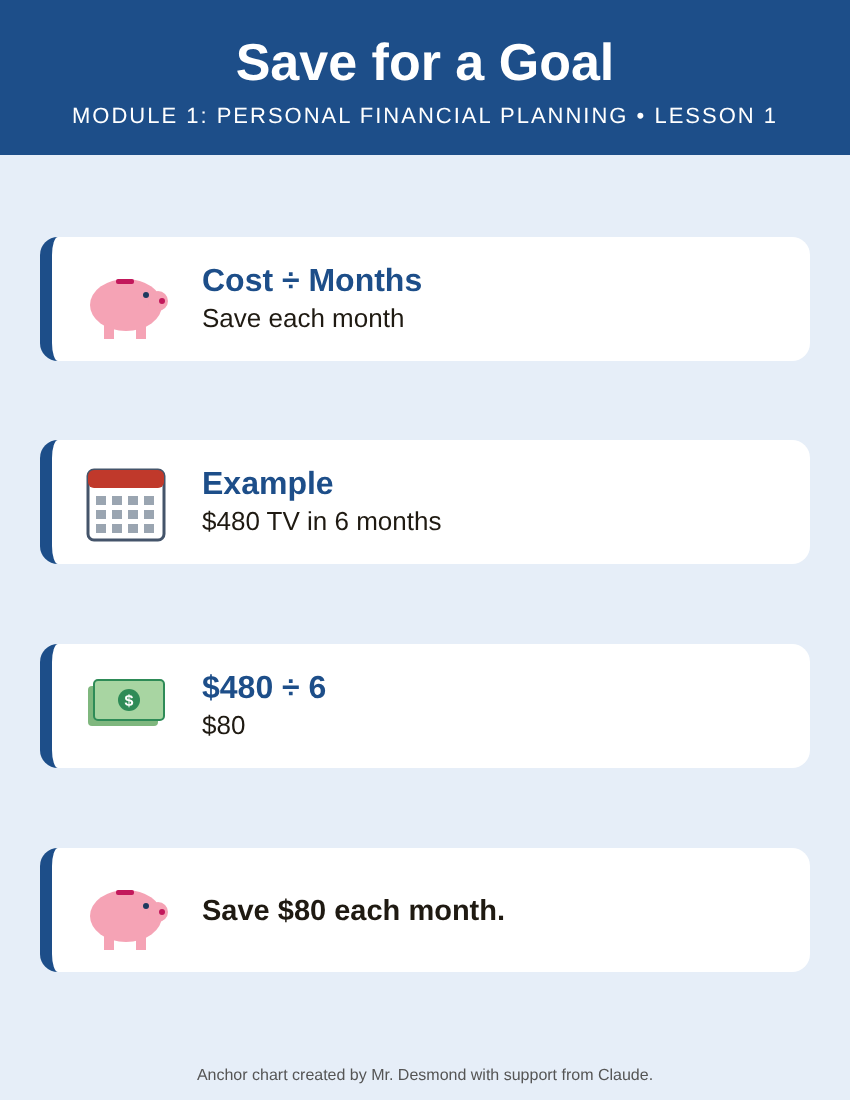 Save for a Goal
MODULE 1: PERSONAL FINANCIAL PLANNING • LESSON 1
Cost ÷ Months
Save each month
Example
$480 TV in 6 months
$
$480 ÷ 6
$80
Save $80 each month.
Anchor chart created by Mr. Desmond with support from Claude.